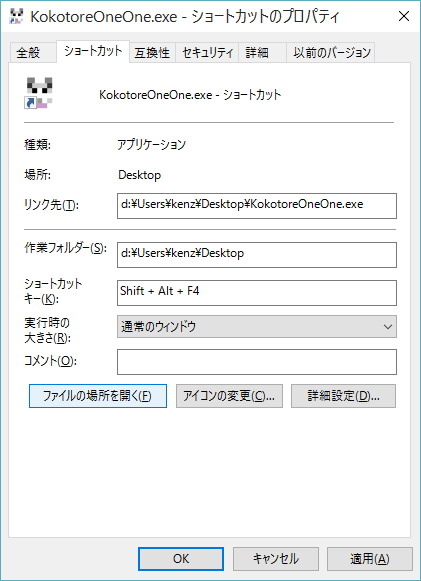 KokotoreOneOne.exe - ショートカットのプロパティ
全般 ショートカット 互換性 セキュリティ 詳細 以前のバージョン
KokotoreOneOne.exe - ショートカット
種類: アプリケーション
場所: Desktop
リンク先(T): d:¥Users¥kenz¥Desktop¥KokotoreOneOne.exe
作業フォルダー(S): d:¥Users¥kenz¥Desktop
ショートカット
キー(K): Shift + Alt + F4
実行時の
大きさ(R): 通常のウィンドウ
コメント(O):
ファイルの場所を開く(F) アイコンの変更(C)... 詳細設定(D)...
OK キャンセル 適用(A)